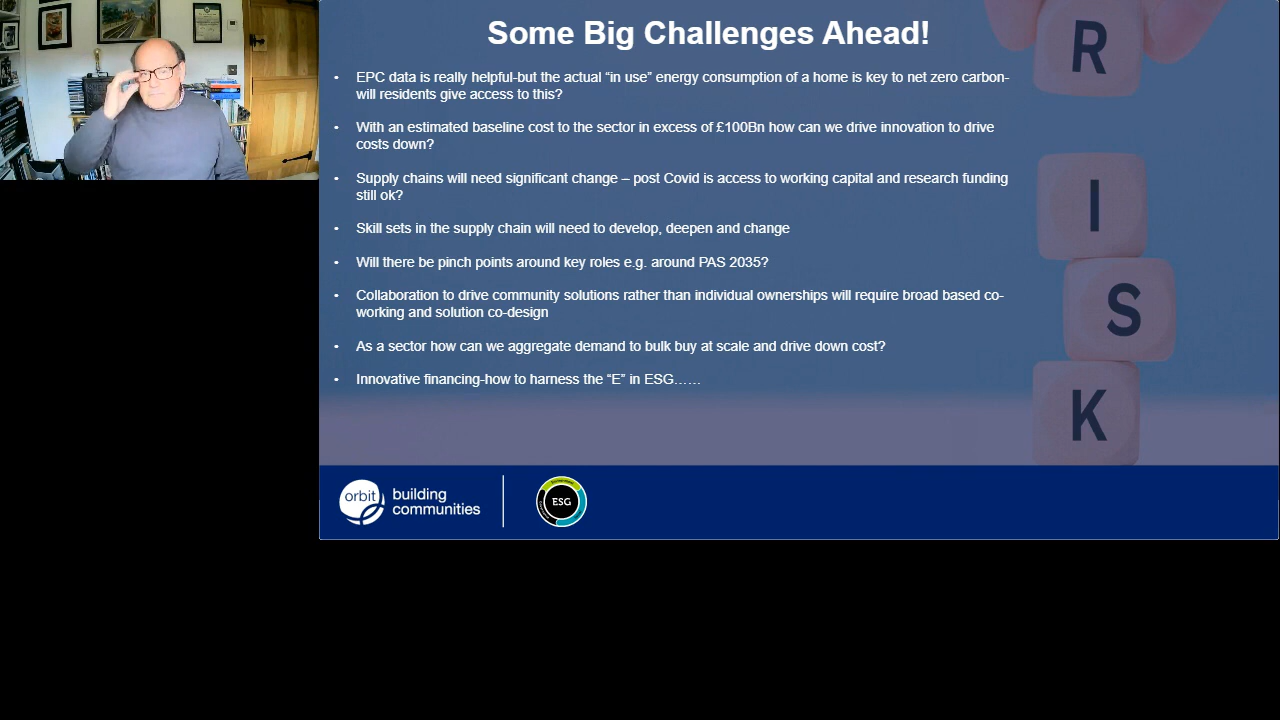 Some Big Challenges Ahead!
• EPC data is really helpful-but the actual “in use” energy consumption of a home is key to net zero carbon-
will residents give access to this?
• With an estimated baseline cost to the sector in excess of £100Bn how can we drive innovation to drive
costs down?
• Supply chains will need significant change – post Covid is access to working capital and research funding
still ok?
• Skill sets in the supply chain will need to develop, deepen and change
• Will there be pinch points around key roles e.g. around PAS 2035?
• Collaboration to drive community solutions rather than individual ownerships will require broad based co-
working and solution co-design
• As a sector how can we aggregate demand to bulk buy at scale and drive down cost?
• Innovative financing-how to harness the “E” in ESG……
R
I
S
K
orbit
building
communities
ESG